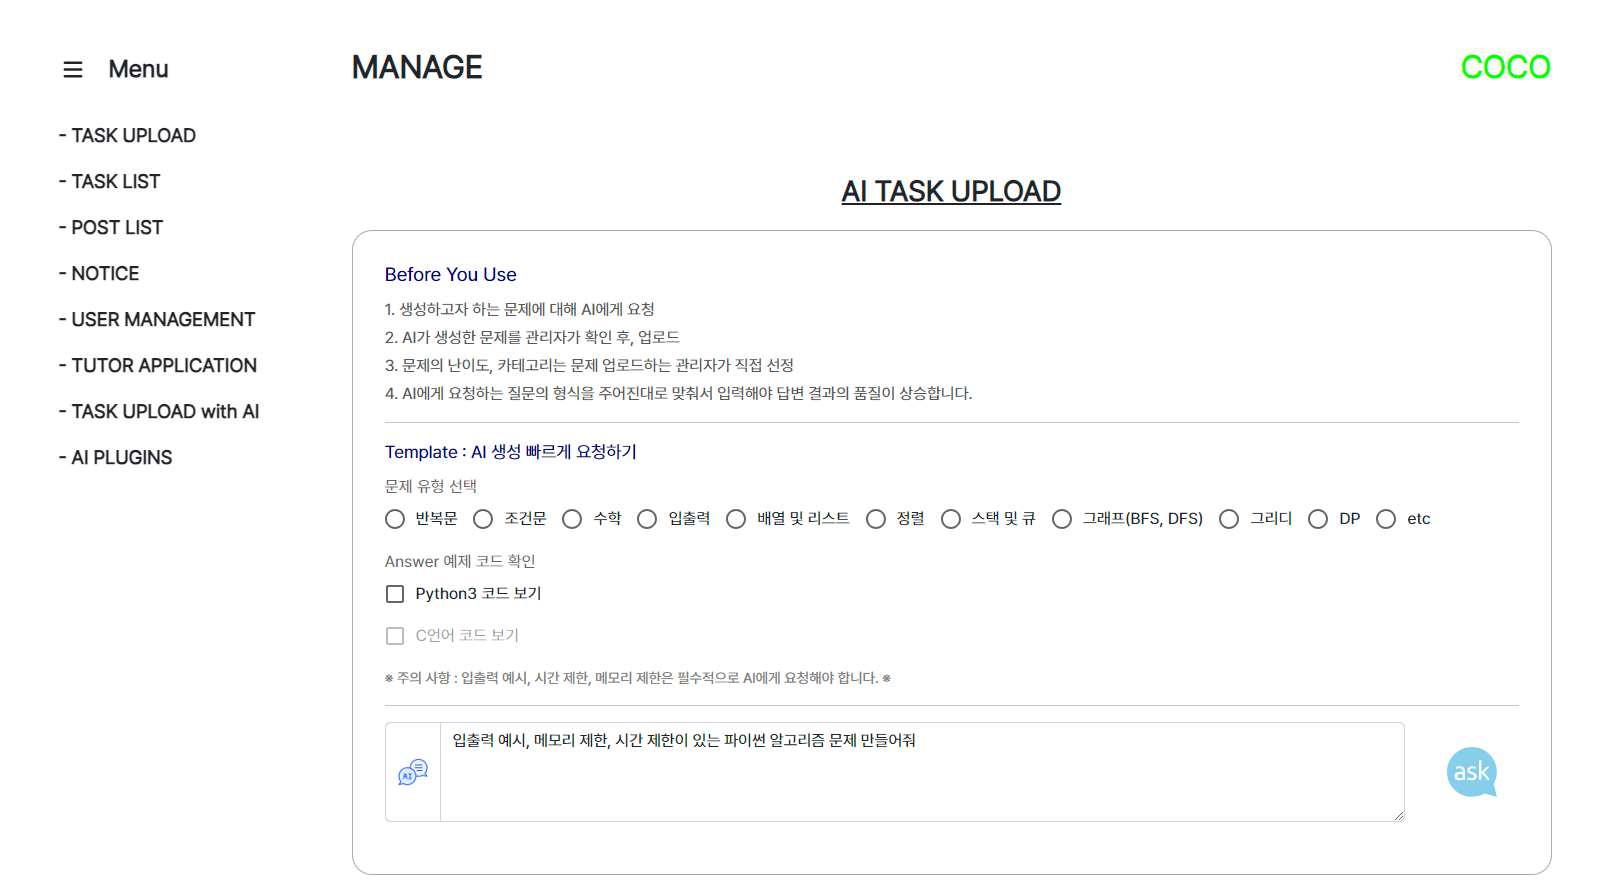 Menu
MANAGE
COCO
- TASK UPLOAD
- TASK LIST
- POST LIST
- NOTICE
- USER MANAGEMENT
- TUTOR APPLICATION
- TASK UPLOAD with AI
- AI PLUGINS
AI TASK UPLOAD
Before You Use
1. 생성하고자 하는 문제에 대해 AI에게 요청
2. AI가 생성한 문제를 관리자가 확인 후, 업로드
3. 문제의 난이도, 카테고리는 문제 업로드하는 관리자가 직접 선정
4. AI에게 요청하는 질문의 형식을 주어진대로 맞춰서 입력해야 답변 결과의 품질이 상승합니다.
Template : AI 생성 빠르게 요청하기
문제 유형 선택
반복문 조건문 수학 입출력 배열 및 리스트 정렬 스택 및 큐 그래프(BFS, DFS) 그리디 DP etc
Answer 예제 코드 확인
Python3 코드 보기
C언어 코드 보기
※ 주의 사항 : 입출력 예시, 시간 제한, 메모리 제한은 필수적으로 AI에게 요청해야 합니다. ※
입출력 예시, 메모리 제한, 시간 제한이 있는 파이썬 알고리즘 문제 만들어줘
AI
ask